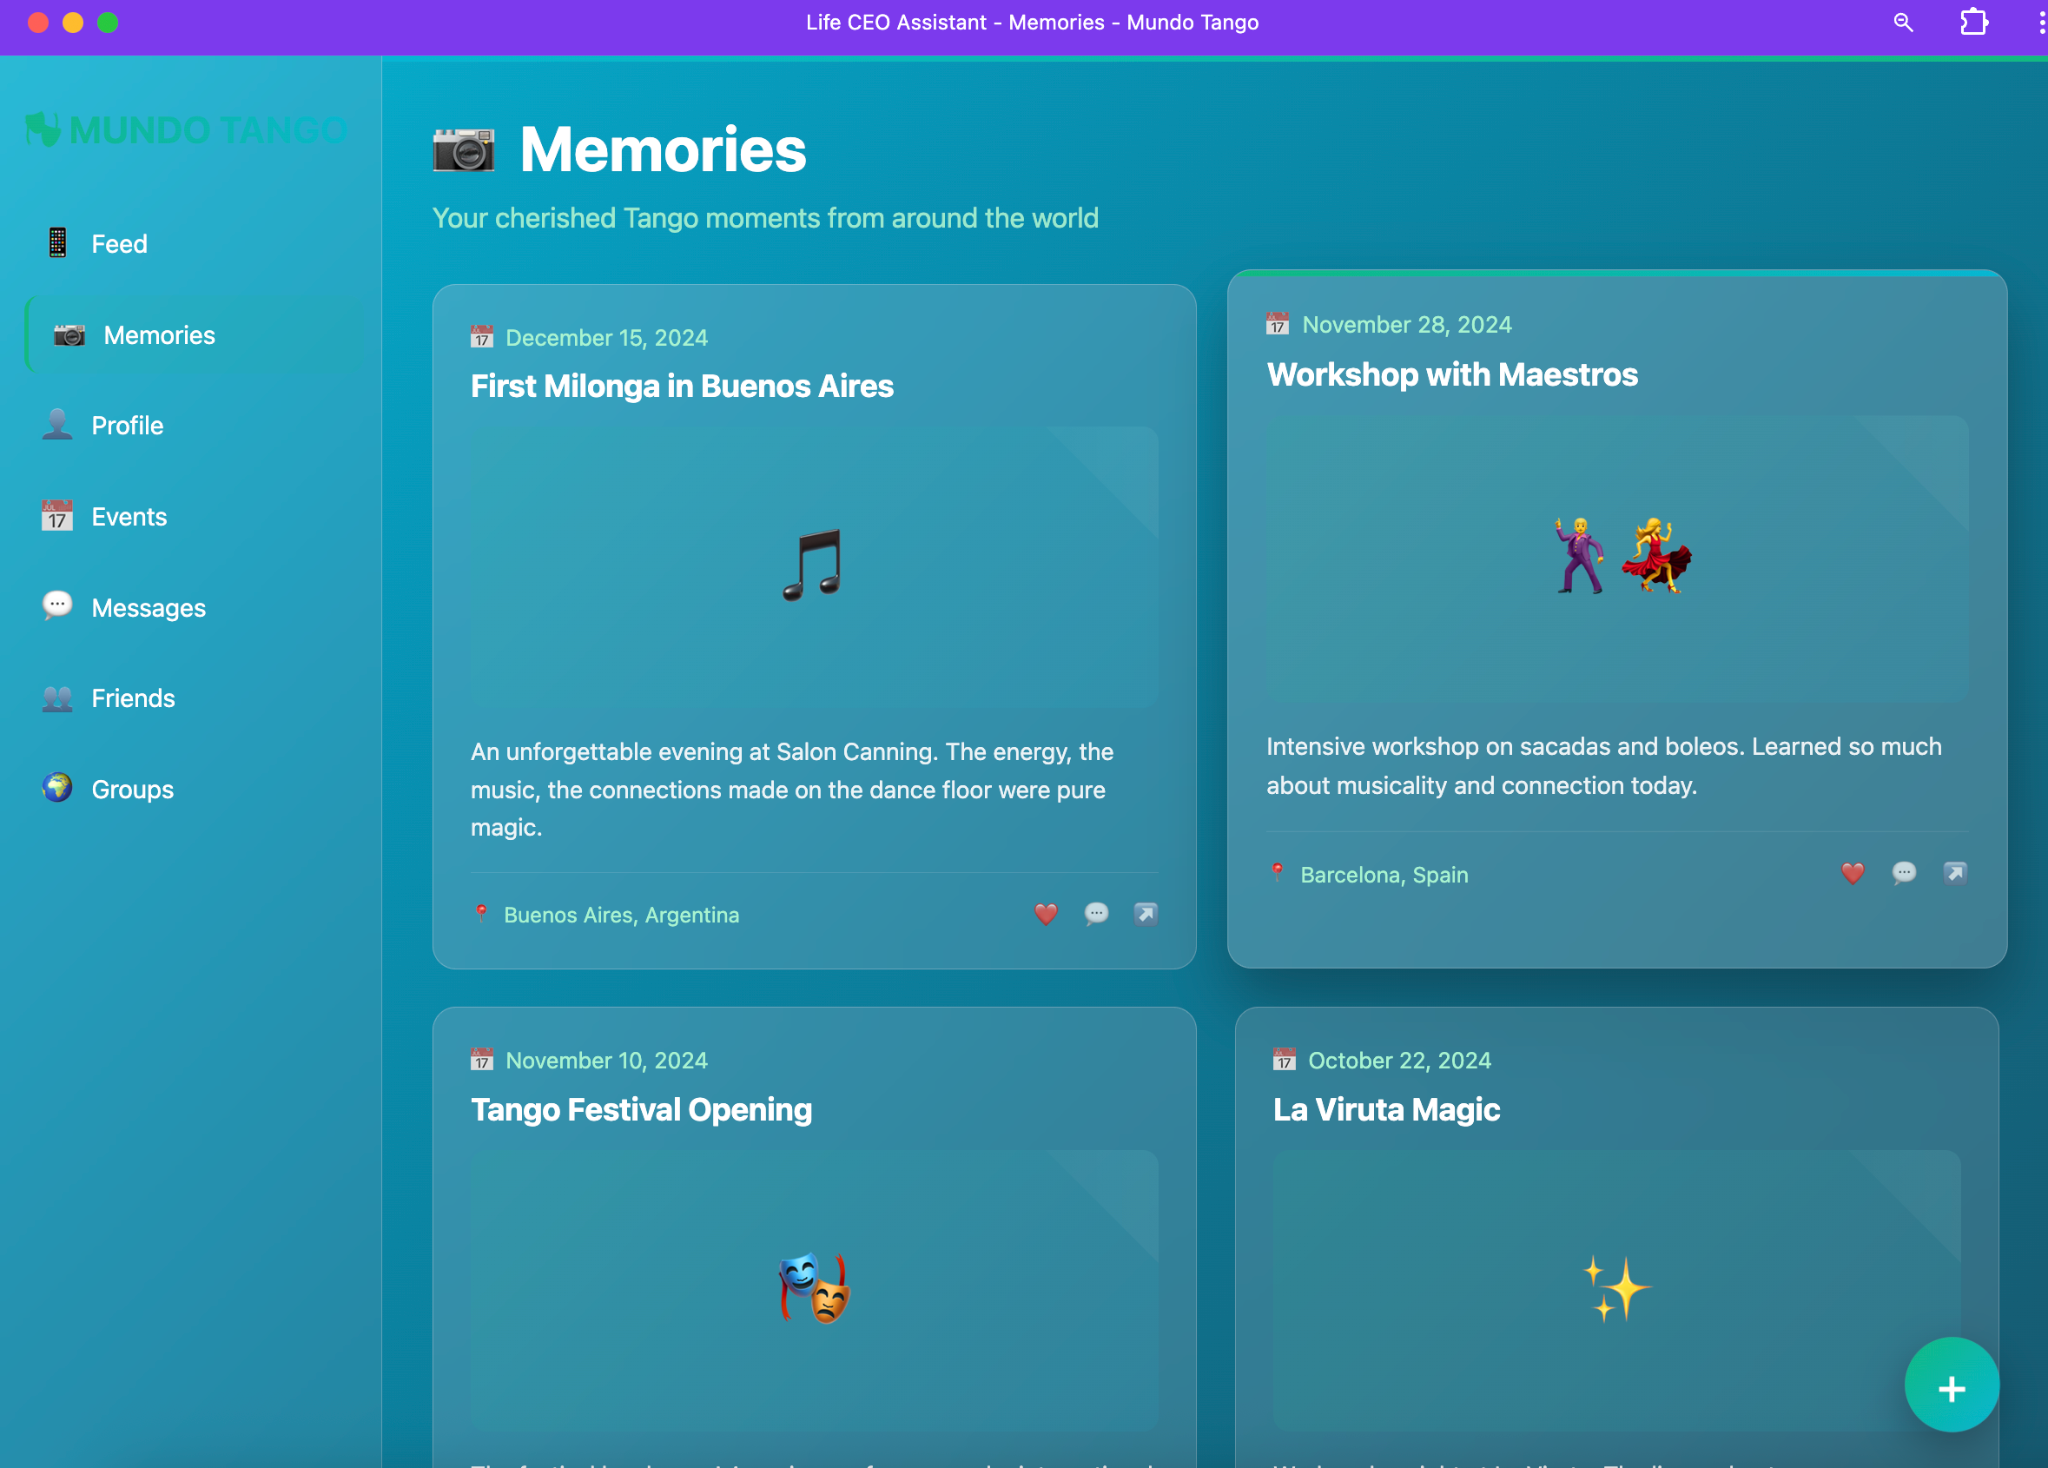 Life CEO Assistant - Memories - Mundo Tango
MUNDO TANGO
Feed
Memories
Profile
Events
Messages
Friends
Groups
Memories
Your cherished Tango moments from around the world
December 15, 2024
First Milonga in Buenos Aires
An unforgettable evening at Salon Canning. The energy, the
music, the connections made on the dance floor were pure
magic.
Buenos Aires, Argentina
November 28, 2024
Workshop with Maestros
Intensive workshop on sacadas and boleos. Learned so much
about musicality and connection today.
Barcelona, Spain
November 10, 2024
Tango Festival Opening
October 22, 2024
La Viruta Magic